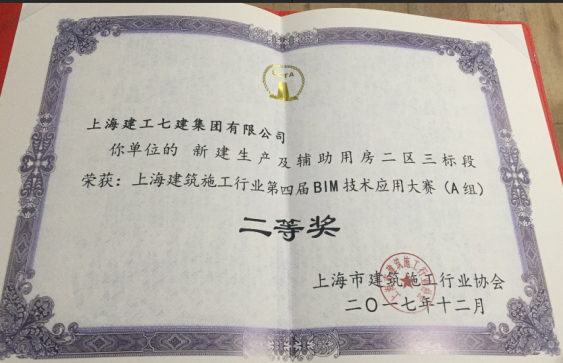 上海建工七建集团有限公司
你单位的 新建生产及辅助用房二区三标段
荣获：上海建筑施工行业第四届BIM技术应用大赛（A组）
二等奖
上海市建筑施工行业协会
二〇一七年十二月